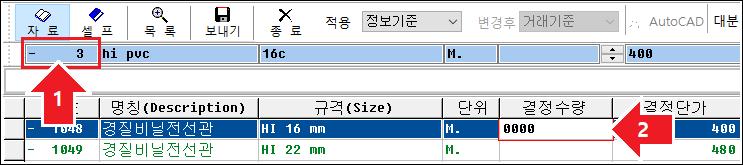 자 료 셀 프 목 록 보내기 종 료 적용 정보기준 변경후 거래기준 AutoCAD 대분
- 3 hi pvc 16c M. 400
1
명칭(Description) 규격(Size) 단위 결정수량 결정단가
- 1048 경질비닐전선관 HI 16 mm M. 0000 400
2
- 1049 경질비닐전선관 HI 22 mm M. 480